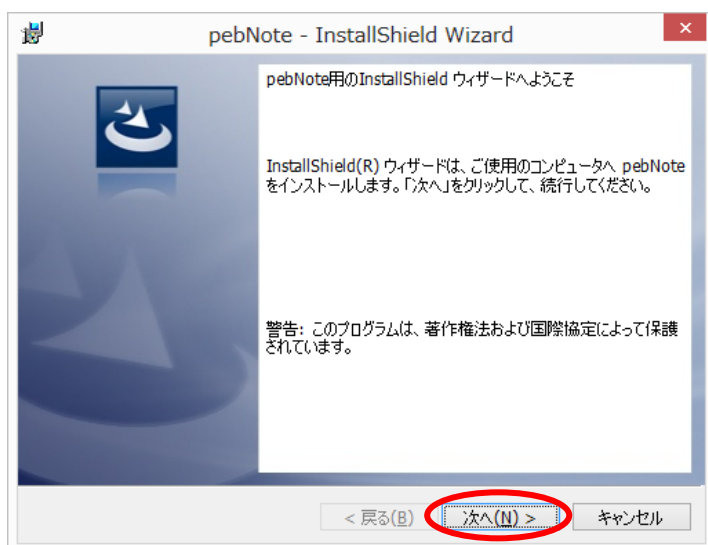 pebNote - InstallShield Wizard
pebNote用のInstallShield ウィザードへようこそ
InstallShield(R) ウィザードは、ご使用のコンピュータへ pebNote
をインストールします。「次へ」をクリックして、続行してください。
警告: このプログラムは、著作権法および国際協定によって保護
されています。
< 戻る(B) 次へ(N) > キャンセル